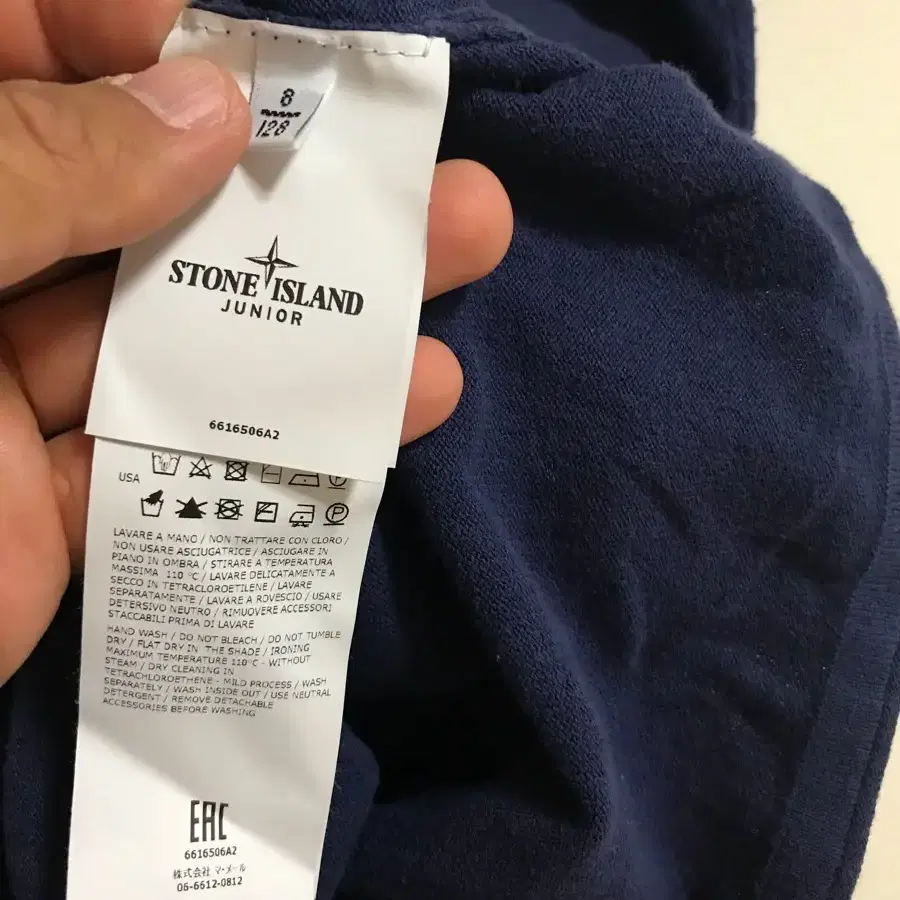 8
128
STONE ISLAND
JUNIOR
6616506A2
USA
P
LAVARE A MANO / NON TRATTARE CON CLORO /
NON USARE ASCIUGATRICE / ASCIUGARE IN
PIANO IN OMBRA / STIRARE A TEMPERATURA
MASSIMA 110 °C / LAVARE DELICATAMENTE A
SECCO IN TETRACLOROETILENE / LAVARE
SEPARATAMENTE / LAVARE A ROVESCIO / USARE
DETERSIVO NEUTRO / RIMUOVERE ACCESSORI
STACCABILI PRIMA DI LAVARE
HAND WASH / DO NOT BLEACH / DO NOT TUMBLE
DRY / FLAT DRY IN THE SHADE / IRONING
MAXIMUM TEMPERATURE 110°C - WITHOUT
STEAM / DRY CLEANING IN
TETRACHLOROETHENE - MILD PROCESS / WASH
SEPARATELY / WASH INSIDE OUT / USE NEUTRAL
DETERGENT / REMOVE DETACHABLE
ACCESSORIES BEFORE WASHING
EAC
6616506A2
株式会社 マ・メール
06-6612-0812